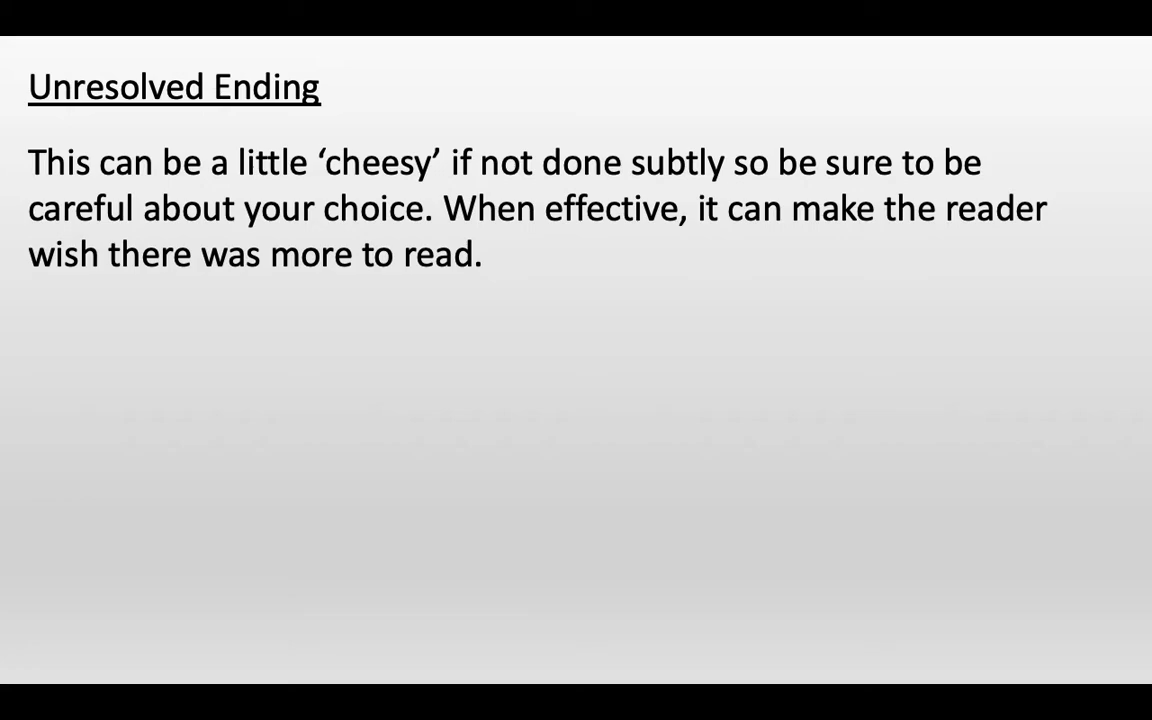 Unresolved Ending
This can be a little ‘cheesy’ if not done subtly so be sure to be
careful about your choice. When effective, it can make the reader
wish there was more to read.